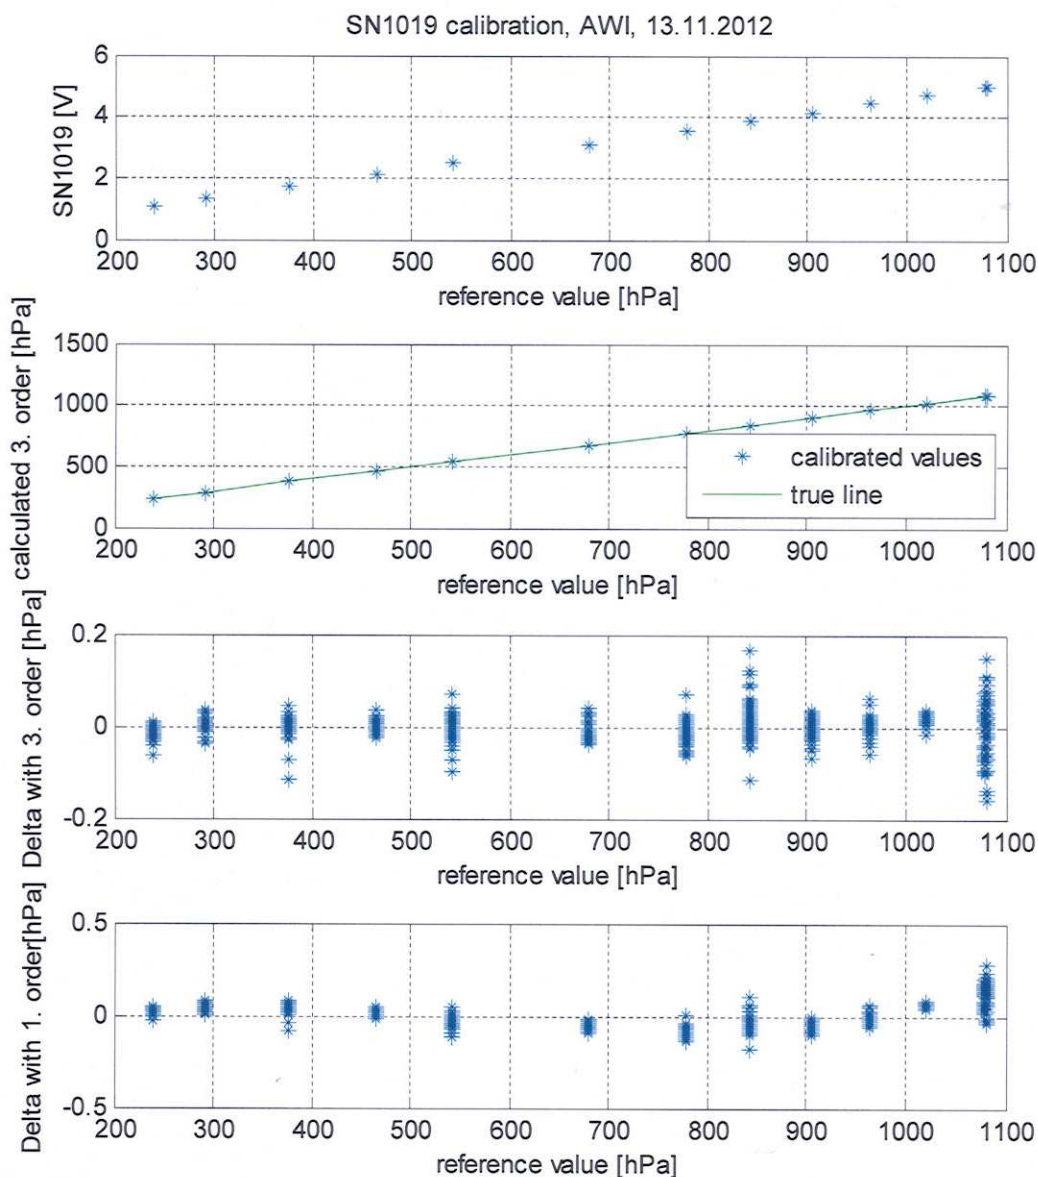 SN1019 calibration, AWI, 13.11.2012
SN1019 [V]
6
4
2
0
200 300 400 500 600 700 800 900 1000 1100
reference value [hPa]
calculated 3. order [hPa]
1500
1000
500
0
calibrated values
true line
200 300 400 500 600 700 800 900 1000 1100
reference value [hPa]
Delta with 3. order [hPa]
0.2
0
-0.2
200 300 400 500 600 700 800 900 1000 1100
reference value [hPa]
Delta with 1. order[hPa]
0.5
0
-0.5
200 300 400 500 600 700 800 900 1000 1100
reference value [hPa]